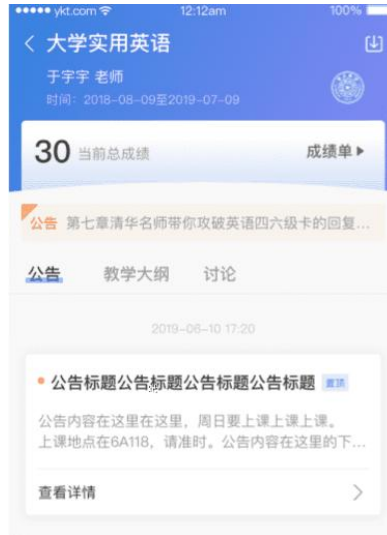 ykt.com 12:12am 100%
大学实用英语
于宇宇 老师
时间：2018-08-09至2019-07-09
30 当前总成绩 成绩单
公告 第七章清华名师带你攻破英语四六级卡的回复...
公告 教学大纲 讨论
2019-06-10 17:20
公告标题公告标题公告标题公告标题 置顶
公告内容在这里在这里，周日要上课上课上课。
上课地点在6A118，请准时。公告内容在这里的下...
查看详情